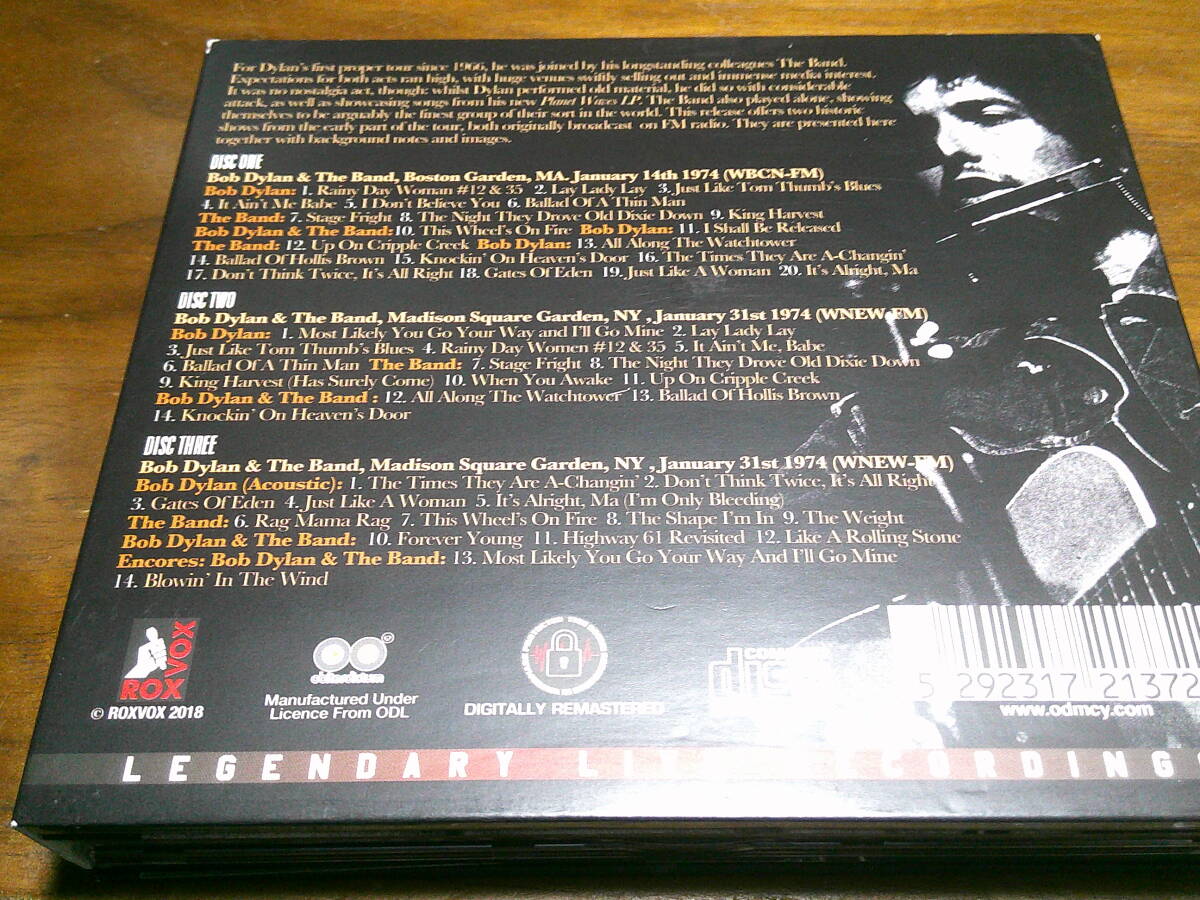 For Dylan's first proper tour since 1966, he was joined by his longstanding colleagues The Band.
Expectations for both acts ran high, with huge venues swiftly selling out and immense media interest.
It was no nostalgia act, though: whilst Dylan performed old material, he did so with considerable
attack, as well as showcasing songs from his new Planet Waves LP. The Band also played alone, showing
themselves to be arguably the finest group of their sort in the world. This release offers two historic
shows from the early part of the tour, both originally broadcast on FM radio. They are presented here
together with background notes and images.
DISC ONE
Bob Dylan & The Band, Boston Garden, MA. January 14th 1974 (WBCN-FM)
Bob Dylan: 1. Rainy Day Woman #12 & 35 2. Lay Lady Lay 3. Just Like Tom Thumb's Blues
4. It Ain't Me Babe 5. I Don't Believe You 6. Ballad Of A Thin Man
The Band: 7. Stage Fright 8. The Night They Drove Old Dixie Down 9. King Harvest
Bob Dylan & The Band: 10. This Wheel's On Fire Bob Dylan: 11. I Shall Be Released
The Band: 12. Up On Cripple Creek Bob Dylan: 13. All Along The Watchtower
14. Ballad Of Hollis Brown 15. Knockin' On Heaven's Door 16. The Times They Are A-Changin'
17. Don't Think Twice, It's All Right 18. Gates Of Eden 19. Just Like A Woman 20. It's Alright, Ma
DISC TWO
Bob Dylan & The Band, Madison Square Garden, NY , January 31st 1974 (WNEW-FM)
Bob Dylan: 1. Most Likely You Go Your Way and I'll Go Mine 2. Lay Lady Lay
3. Just Like Tom Thumb's Blues 4. Rainy Day Women #12 & 35 5. It Ain't Me, Babe
6. Ballad Of A Thin Man The Band: 7. Stage Fright 8. The Night They Drove Old Dixie Down
9. King Harvest (Has Surely Come) 10. When You Awake 11. Up On Cripple Creek
Bob Dylan & The Band : 12. All Along The Watchtower 13. Ballad Of Hollis Brown
14. Knockin' On Heaven's Door
DISC THREE
Bob Dylan & The Band, Madison Square Garden, NY , January 31st 1974 (WNEW-FM)
Bob Dylan (Acoustic): 1. The Times They Are A-Changin' 2. Don't Think Twice, It's All Right
3. Gates Of Eden 4. Just Like A Woman 5. It's Alright, Ma (I'm Only Bleeding)
The Band: 6. Rag Mama Rag 7. This Wheel's On Fire 8. The Shape I'm In 9. The Weight
Bob Dylan & The Band: 10. Forever Young 11. Highway 61 Revisited 12. Like A Rolling Stone
Encores: Bob Dylan & The Band: 13. Most Likely You Go Your Way And I'll Go Mine
14. Blowin' In The Wind
ROX VOX
© ROXVOX 2018
Manufactured Under
Licence From ODL
DIGITALLY REMASTERED
disc
5 292317 21372
www.odmcy.com
LEGENDARY LIVE RECORDING